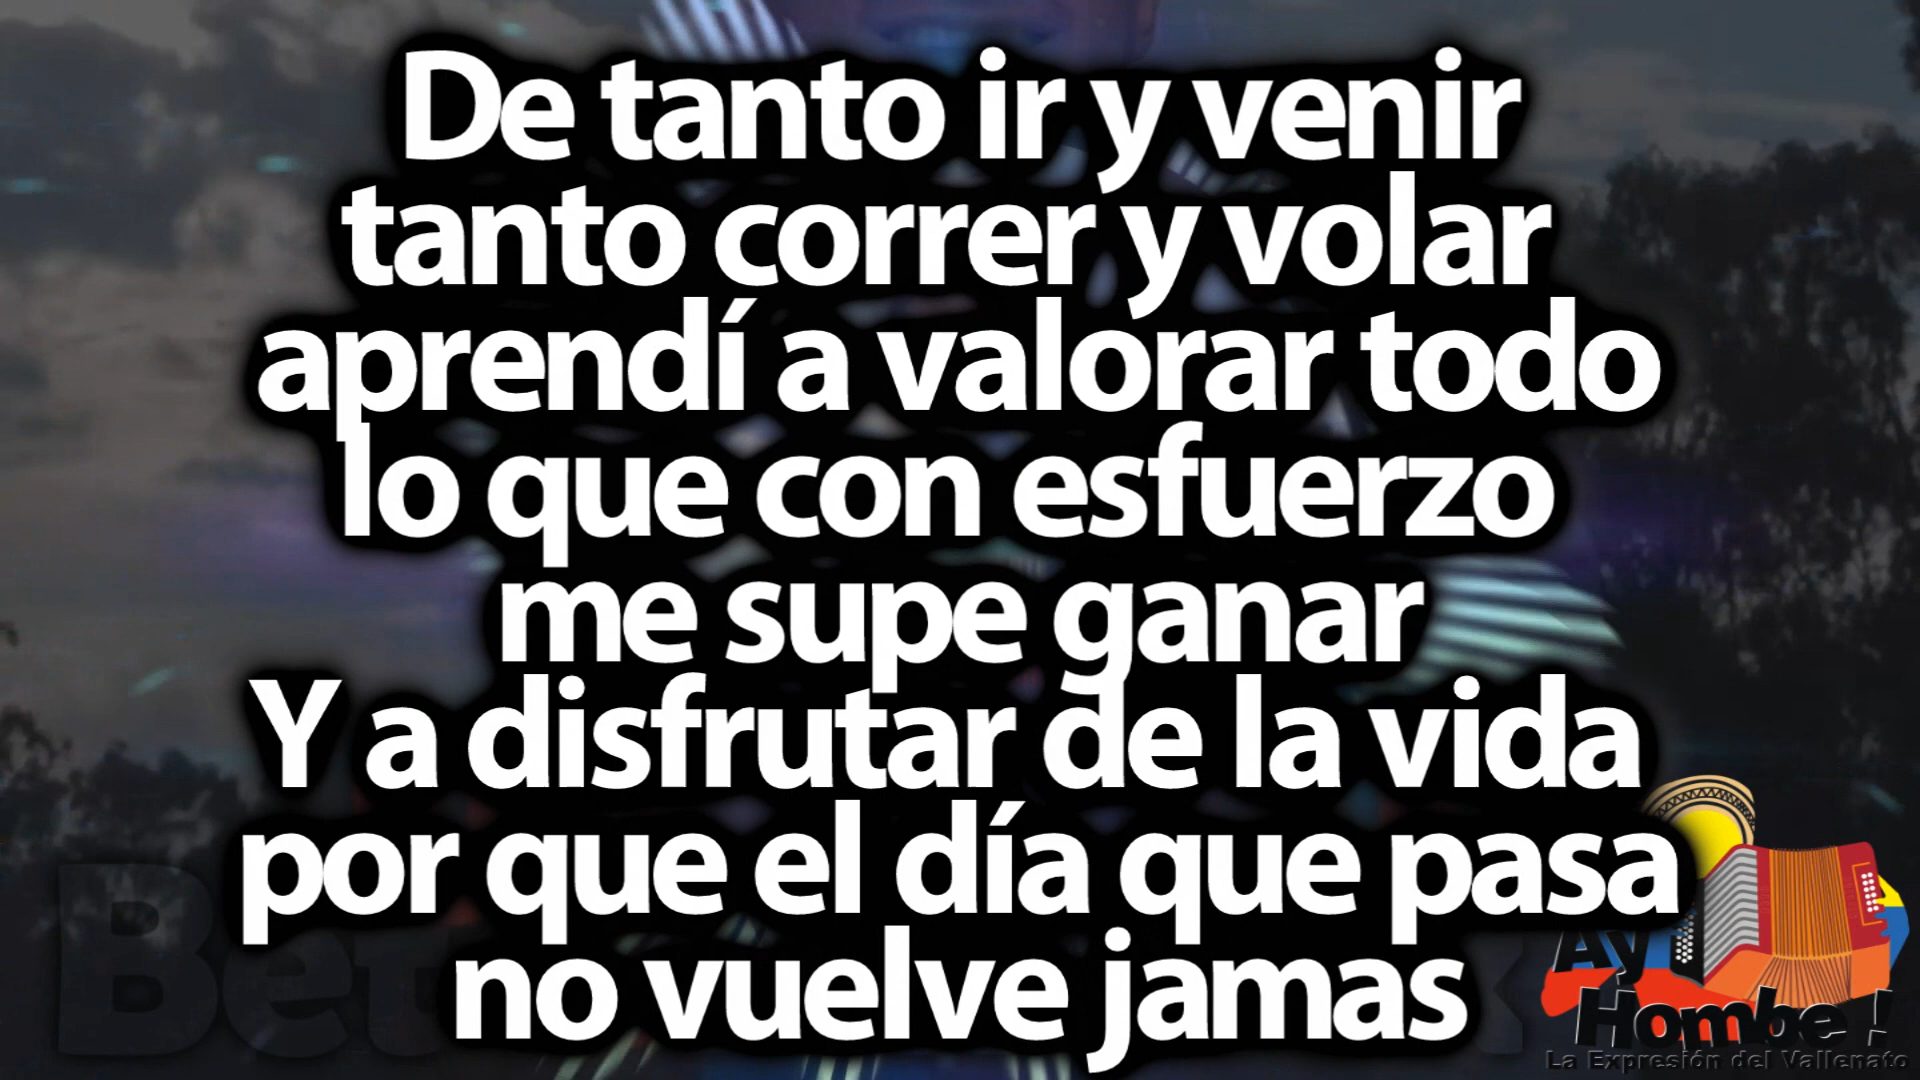 De tanto ir y venir
tanto correr y volar
aprendí a valorar todo
lo que con esfuerzo
me supe ganar
Y a disfrutar de la vida
por que el día que pasa
no vuelve jamas
Bet
Ay
Hombe !
La Expresión del Vallenato